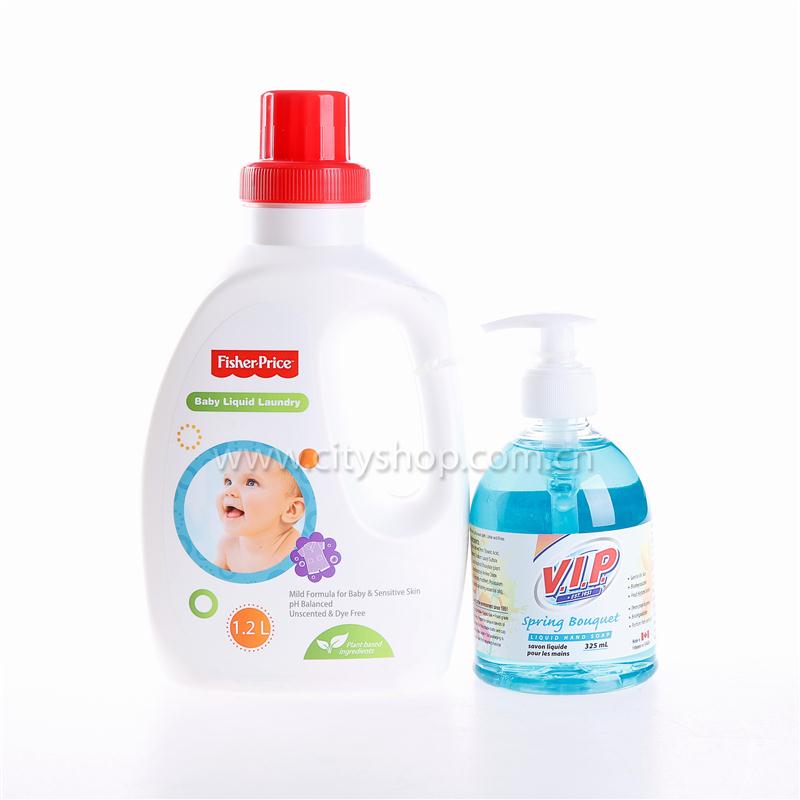 Fisher-Price
Baby Liquid Laundry
www.cityshop.com.cn
Mild Formula for Baby & Sensitive Skin
pH Balanced
Unscented & Dye Free
1.2 L
Plant based
ingredients
V.I.P.
EST. 1951
Spring Bouquet
LIQUID HAND SOAP
savon liquide
pour les mains
325 mL